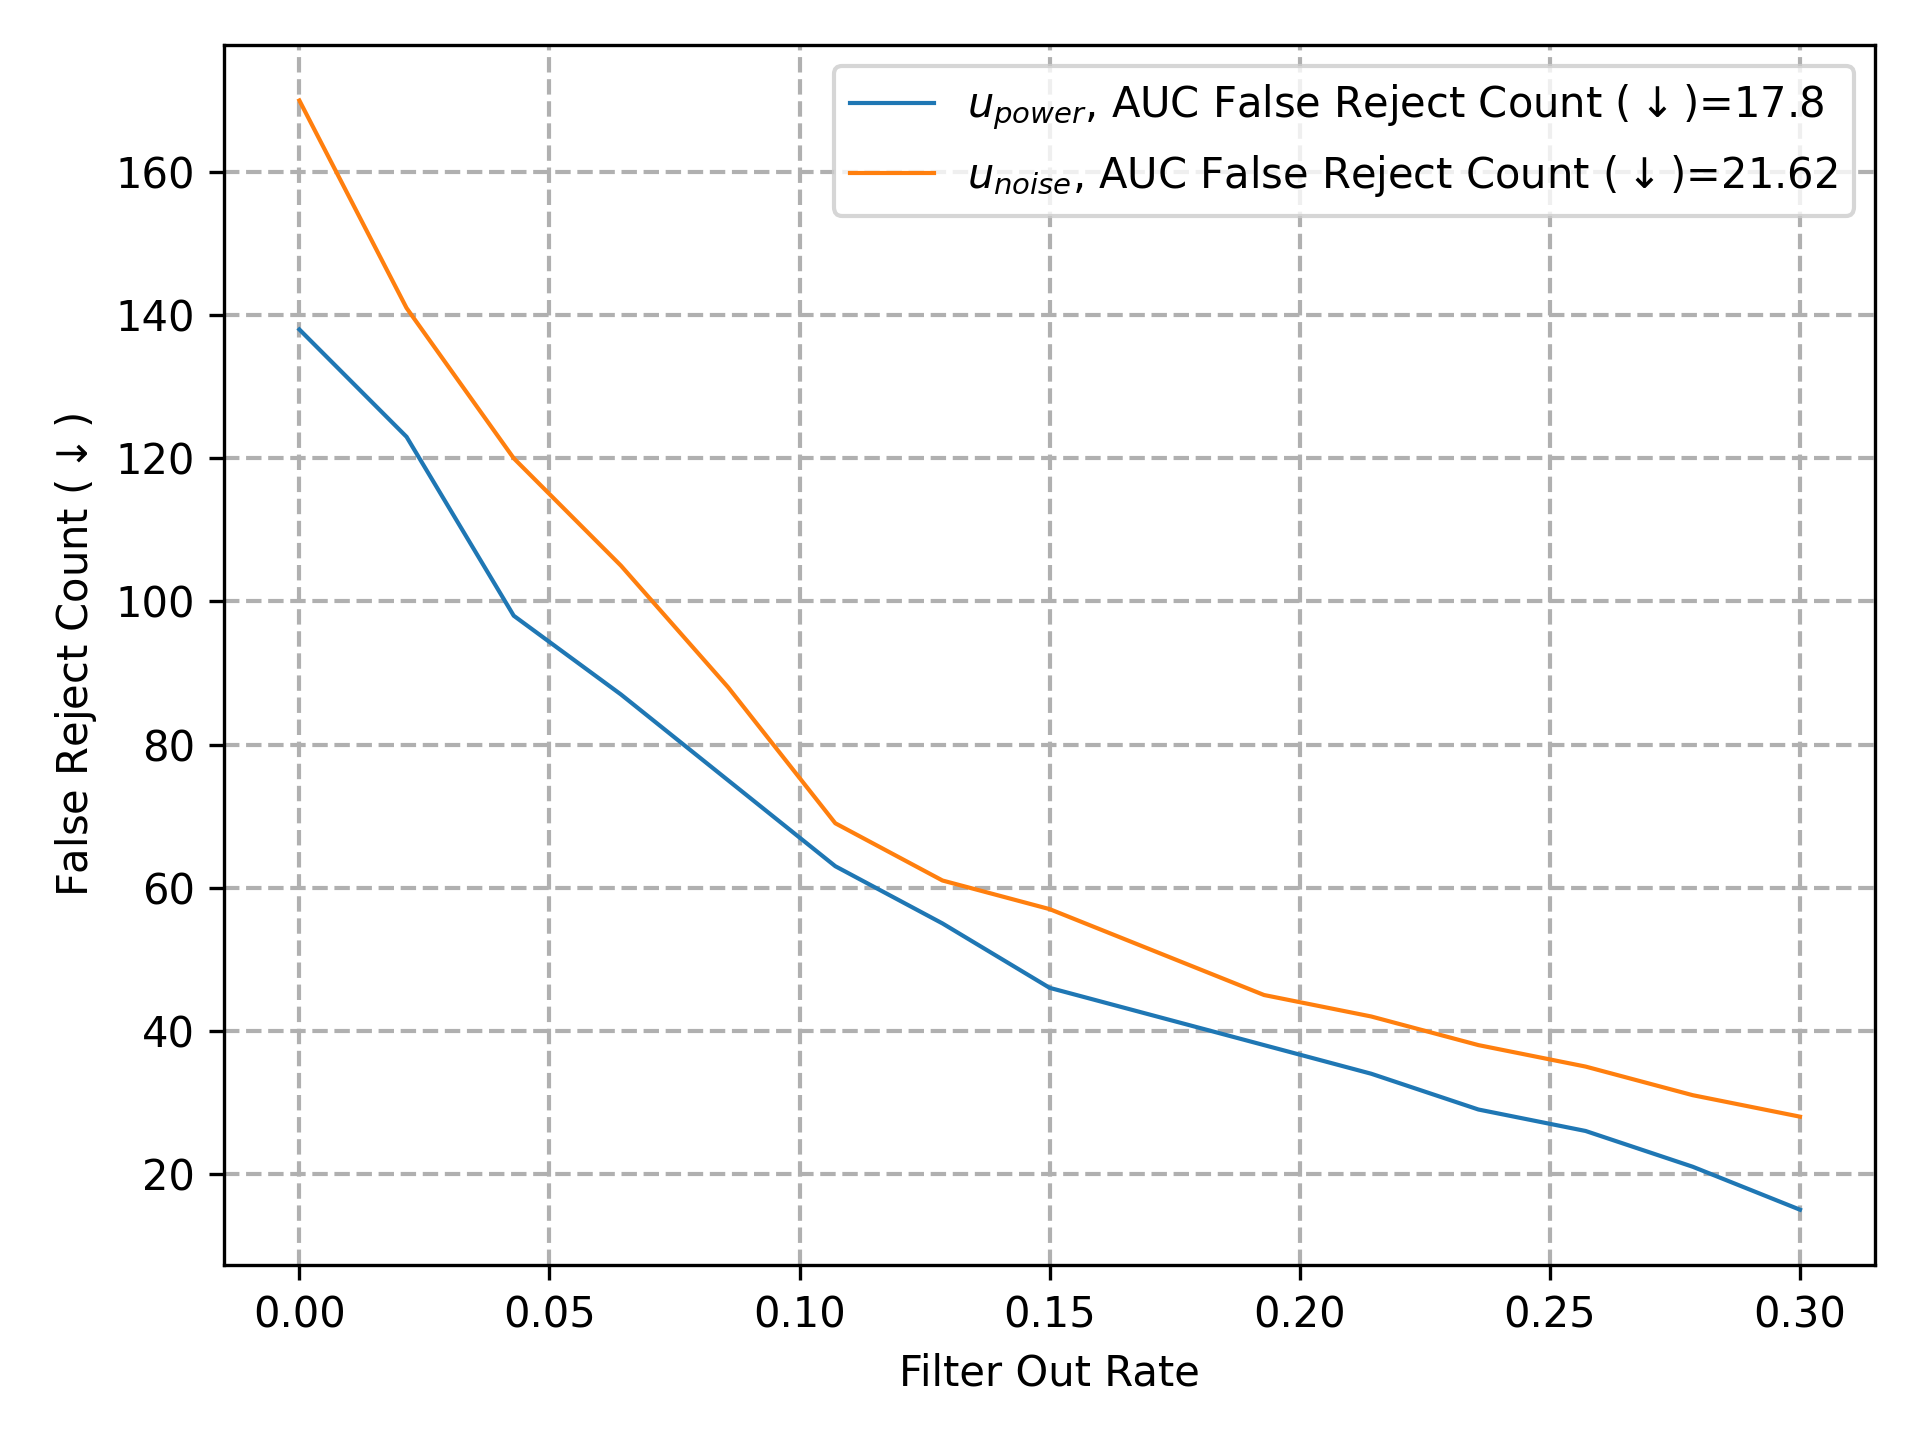 u_power, AUC False Reject Count (↓)=17.8
u_noise, AUC False Reject Count (↓)=21.62
False Reject Count (↓)
160
140
120
100
80
60
40
20
0.00 0.05 0.10 0.15 0.20 0.25 0.30
Filter Out Rate